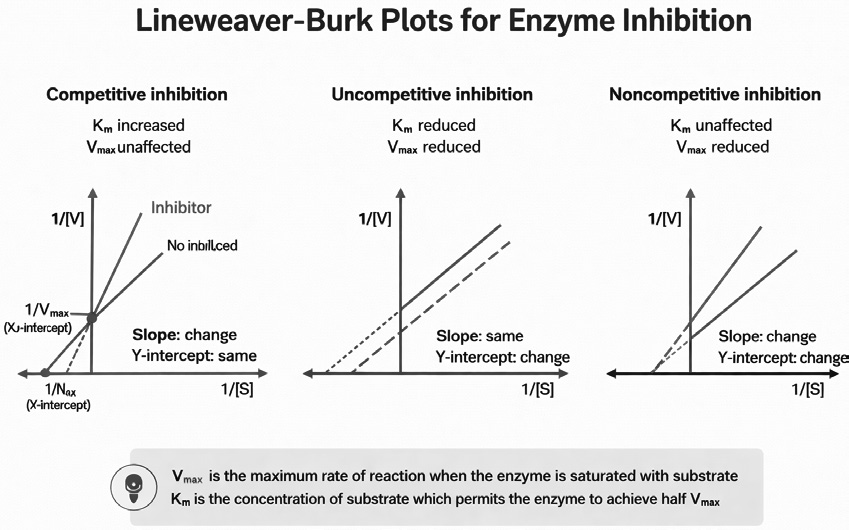 Lineweaver-Burk Plots for Enzyme Inhibition
Competitive inhibition
Km increased
Vmax unaffected
1/[V]
Inhibitor
No inbilLced
1/Vmax
(Xu-intercept)
Slope: change
Y-intercept: same
(X-intercept)
1/[S]
Uncompetitive inhibition
Km reduced
Vmax reduced
1/[V]
Slope: same
Y-intercept: change
1/[S]
Noncompetitive inhibition
Km unaffected
Vmax reduced
1/[V]
Slope: change
Y-intercept: change
1/[S]
Vmax is the maximum rate of reaction when the enzyme is saturated with substrate
Km is the concentration of substrate which permits the enzyme to achieve half Vmax